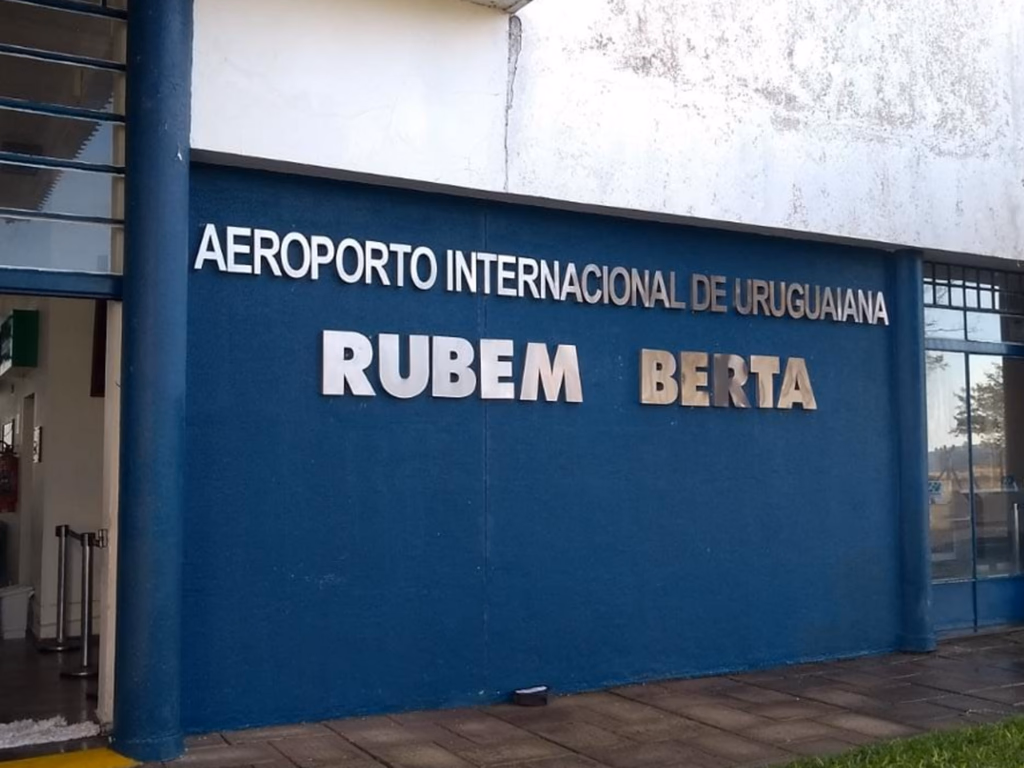 AEROPORTO INTERNACIONAL DE URUGUAIANA
RUBEM BERTA